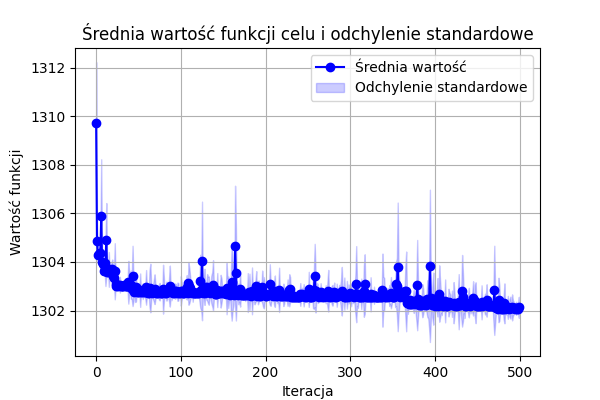 Średnia wartość funkcji celu i odchylenie standardowe
Średnia wartość
Odchylenie standardowe
Wartość funkcji
1312
1310
1308
1306
1304
1302
0 100 200 300 400 500
Iteracja